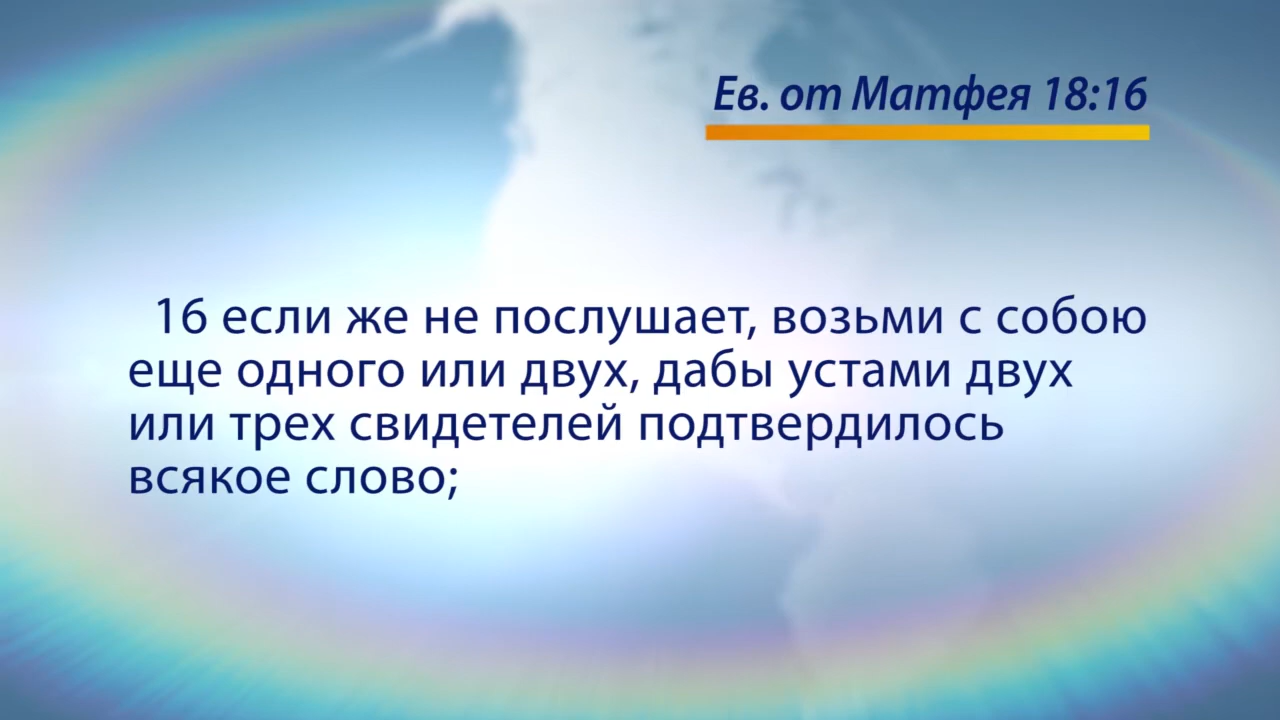 Ев. от Матфея 18:16
16 если же не послушает, возьми с собою
еще одного или двух, дабы устами двух
или трех свидетелей подтвердилось
всякое слово;